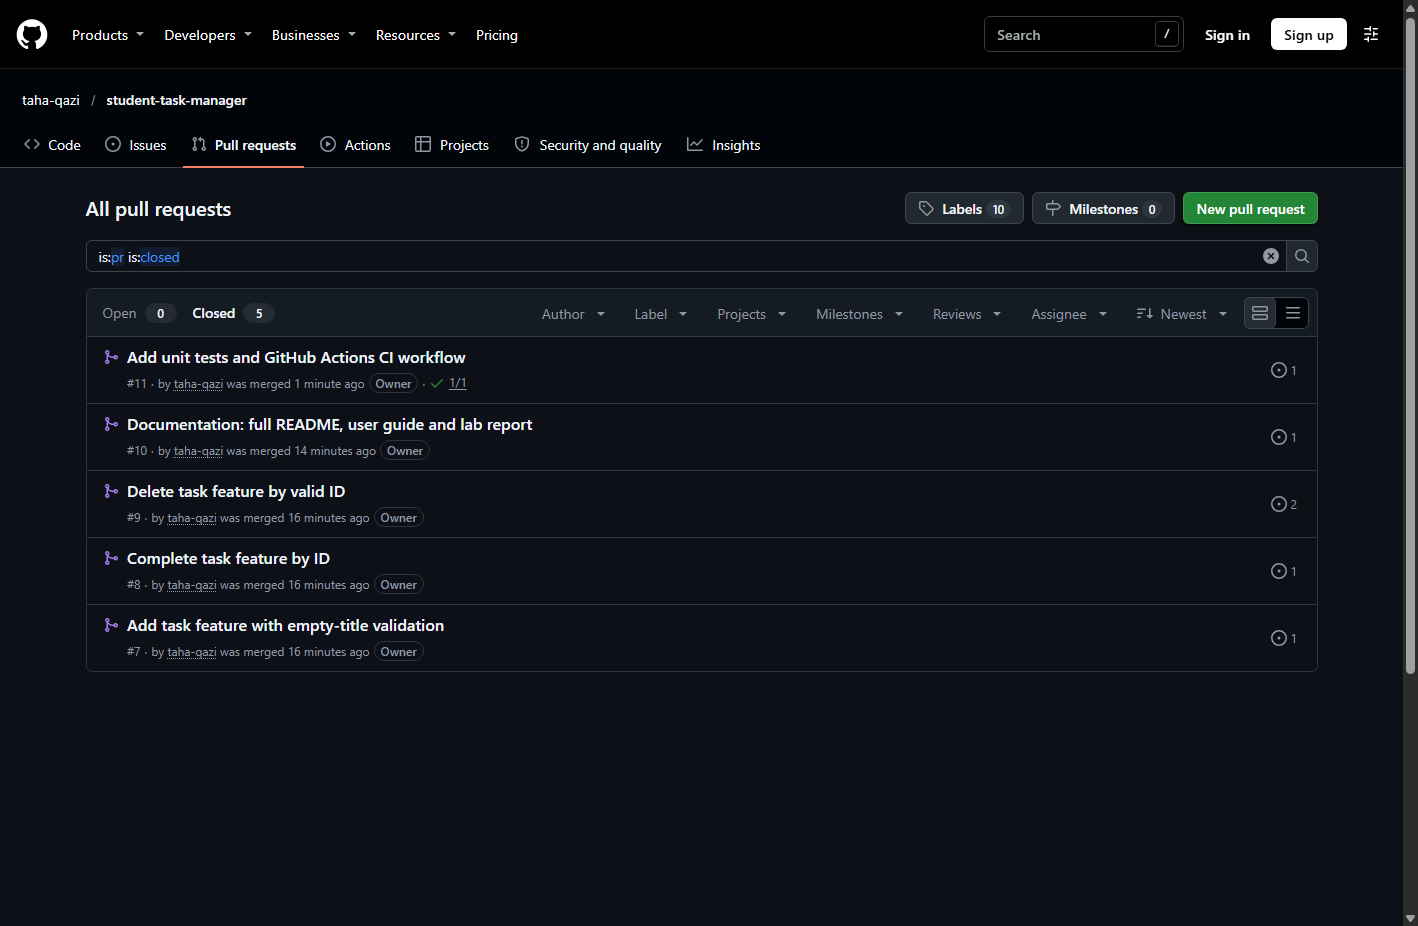 Products Developers Businesses Resources Pricing Search / Sign in Sign up
taha-qazi / student-task-manager
Code Issues Pull requests Actions Projects Security and quality Insights
All pull requests Labels 10 Milestones 0 New pull request
is:pr is:closed
Open 0 Closed 5 Author Label Projects Milestones Reviews Assignee Newest
Add unit tests and GitHub Actions CI workflow
#11 · by taha-qazi was merged 1 minute ago Owner · 1/1
1
Documentation: full README, user guide and lab report
#10 · by taha-qazi was merged 14 minutes ago Owner
1
Delete task feature by valid ID
#9 · by taha-qazi was merged 16 minutes ago Owner
2
Complete task feature by ID
#8 · by taha-qazi was merged 16 minutes ago Owner
1
Add task feature with empty-title validation
#7 · by taha-qazi was merged 16 minutes ago Owner
1